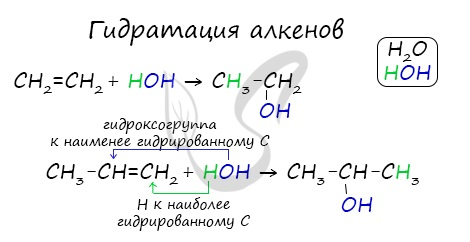 Гидратация алкенов
H₂O
HOH
CH₂=CH₂ + HOH → CH₃-CH₂
OH
гидроксогруппа
к наименее гидрированному C
CH₃-CH=CH₂ + HOH → CH₃-CH-CH₃
OH
H к наиболее
гидрированному C